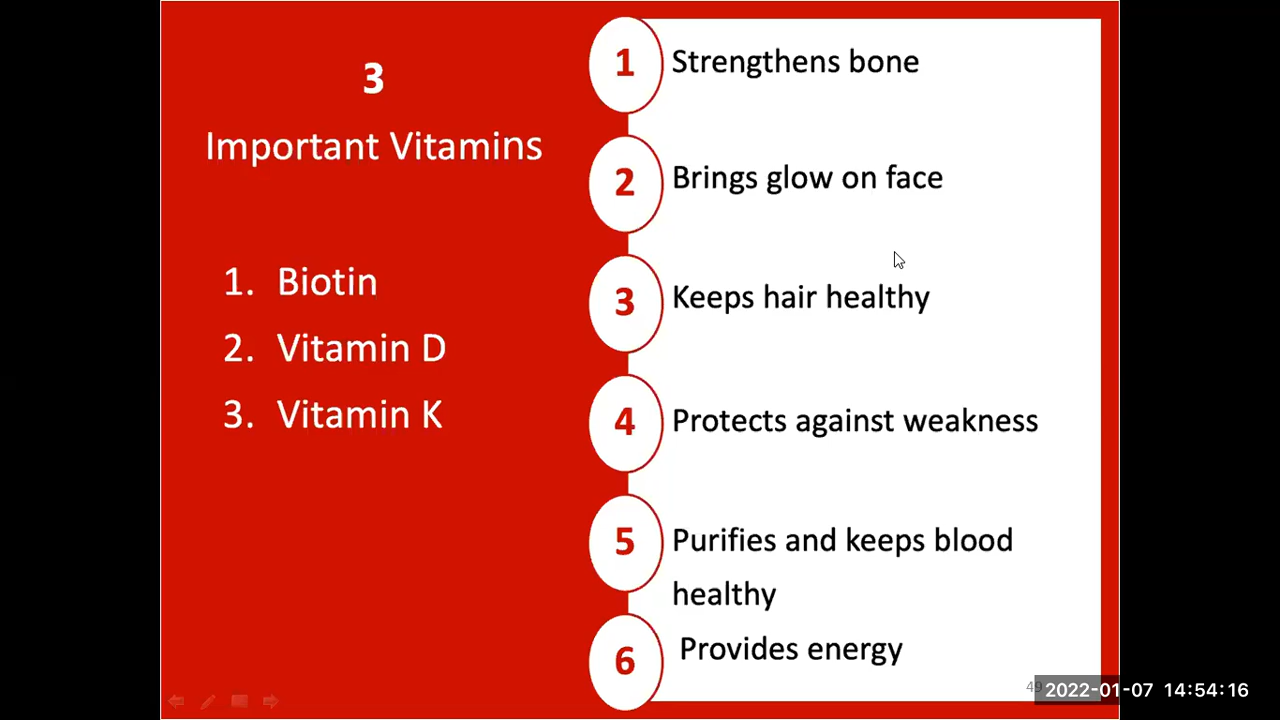 3
Important Vitamins
1. Biotin
2. Vitamin D
3. Vitamin K
1 Strengthens bone
2 Brings glow on face
3 Keeps hair healthy
4 Protects against weakness
5 Purifies and keeps blood
healthy
6 Provides energy
49
2022-01-07 14:54:16